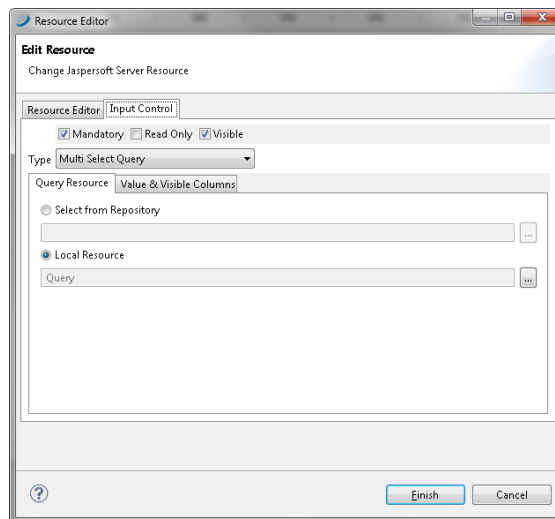 Resource Editor
Edit Resource
Change Jaspersoft Server Resource
Resource Editor Input Control
Mandatory Read Only Visible
Type Multi Select Query
Query Resource Value & Visible Columns
Select from Repository
...
Local Resource
Query ...
? Finish Cancel